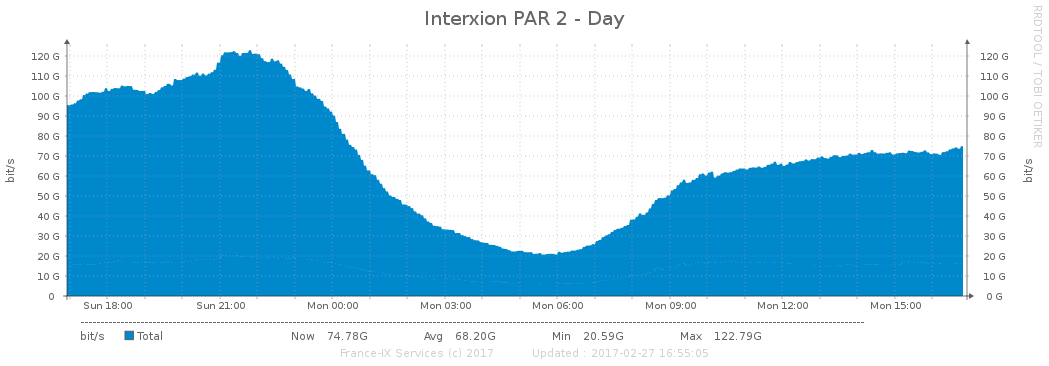 Interxion PAR 2 - Day
RRDTOOL / TOBI OETIKER
bit/s
120 G 120 G
110 G 110 G
100 G 100 G
90 G 90 G
80 G 80 G
70 G 70 G
60 G 60 G
50 G 50 G
40 G 40 G
30 G 30 G
20 G 20 G
10 G 10 G
0 0 G
bit/s
Sun 18:00 Sun 21:00 Mon 00:00 Mon 03:00 Mon 06:00 Mon 09:00 Mon 12:00 Mon 15:00
bit/s Total Now 74.78G Avg 68.20G Min 20.59G Max 122.79G
France-IX Services (c) 2017 Updated : 2017-02-27 16:55:05